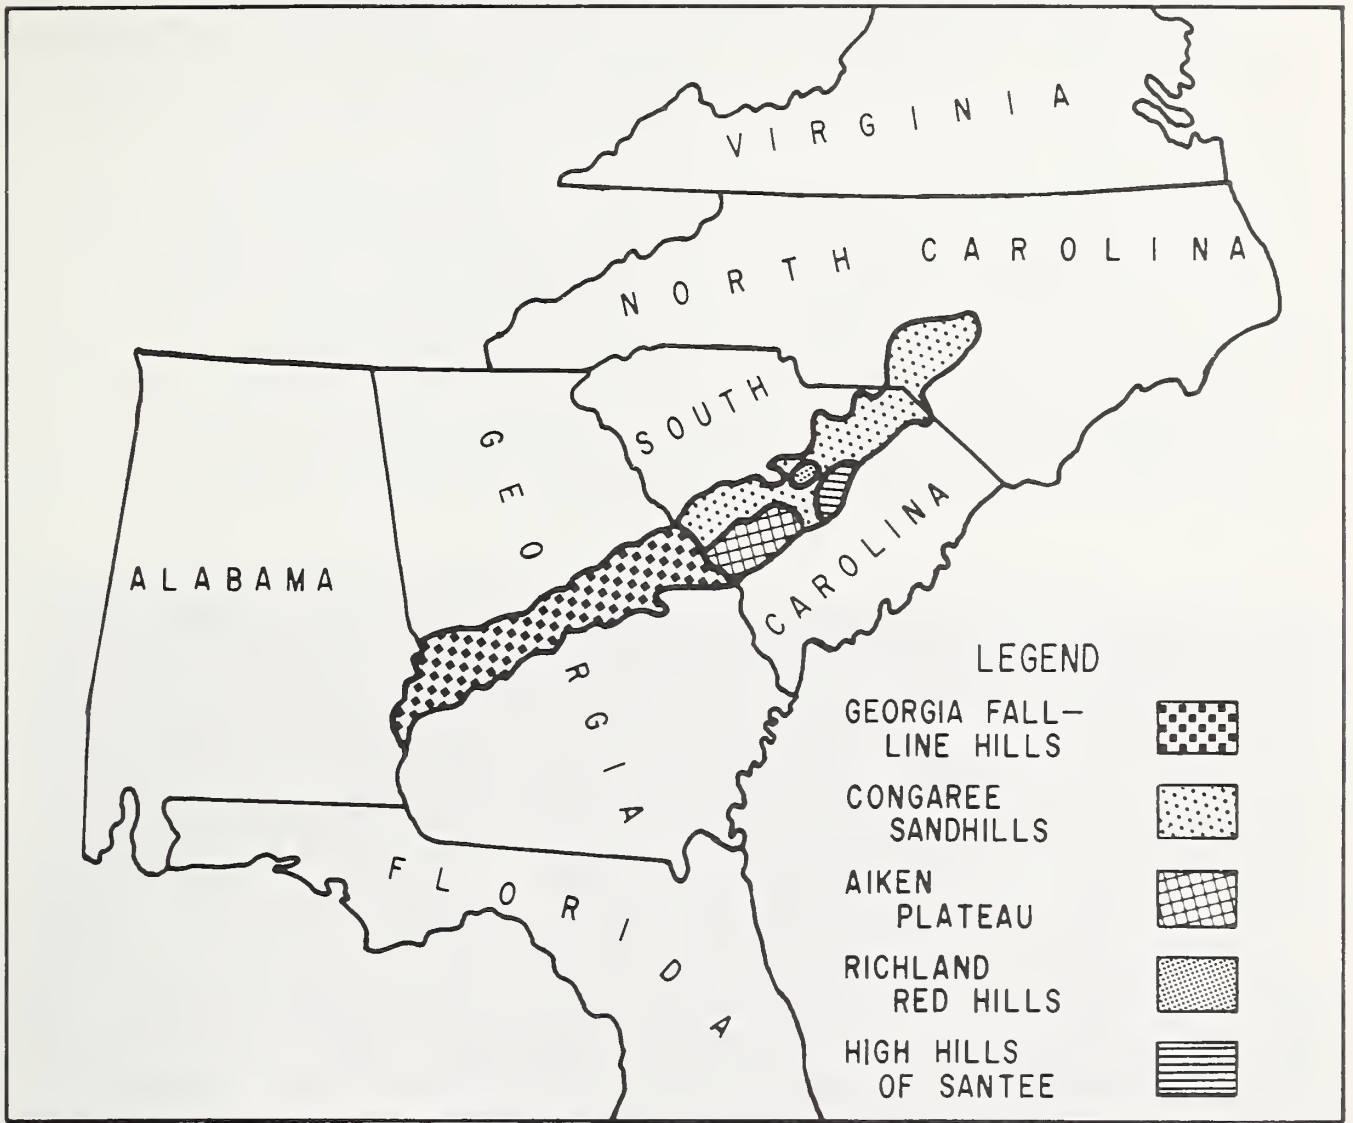 VIRGINIA
NORTH CAROLINA
SOUTH
CAROLINA
GEORGIA
ALABAMA
FLORIDA
LEGEND
GEORGIA FALL-
LINE HILLS
CONGAREE
SANDHILLS
AIKEN
PLATEAU
RICHLAND
RED HILLS
HIGH HILLS
OF SANTEE